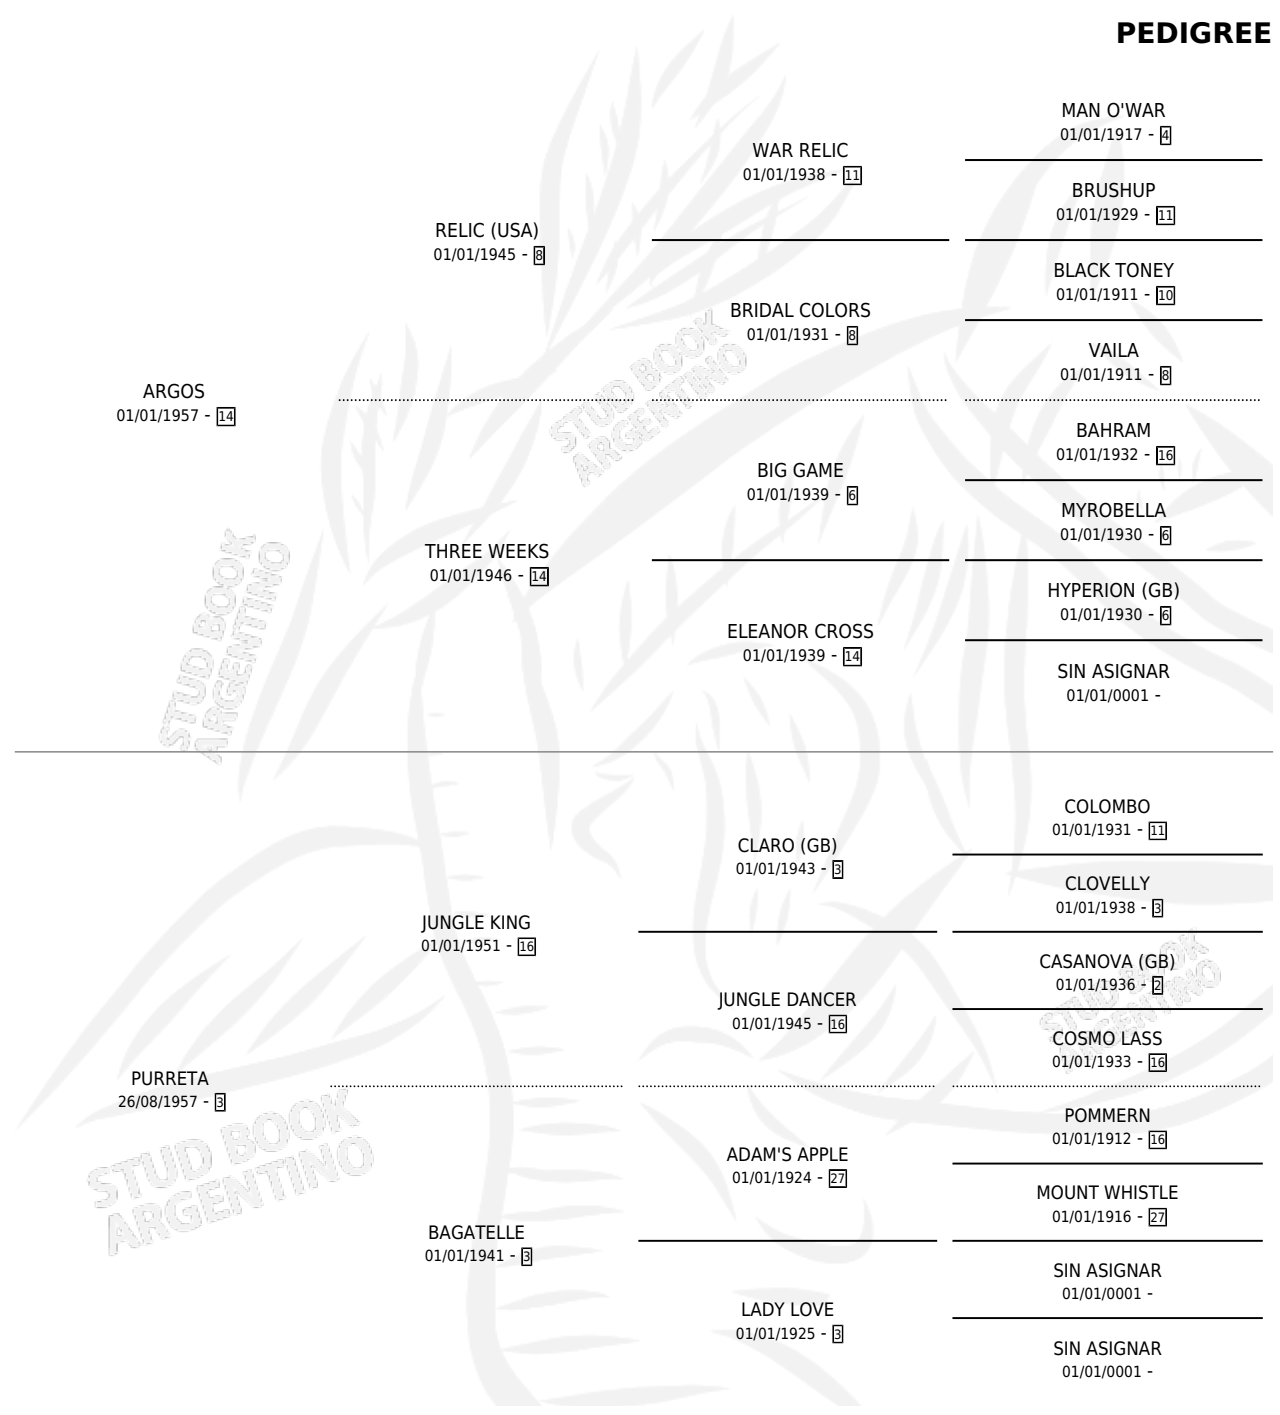 PEDIGREE
MAN O'WAR
01/01/1917 - 4
WAR RELIC
01/01/1938 - 11
BRUSHUP
01/01/1929 - 11
RELIC (USA)
01/01/1945 - 8
BLACK TONEY
01/01/1911 - 10
BRIDAL COLORS
01/01/1931 - 8
VAILA
01/01/1911 - 8
STUD BOOK
ARGENTINO
ARGOS
01/01/1957 - 14
BAHRAM
01/01/1932 - 16
BIG GAME
01/01/1939 - 6
MYROBELLA
01/01/1930 - 6
THREE WEEKS
01/01/1946 - 14
HYPERION (GB)
01/01/1930 - 6
ELEANOR CROSS
01/01/1939 - 14
SIN ASIGNAR
01/01/0001 -
STUD BOOK
ARGENTINO
COLOMBO
01/01/1931 - 11
CLARO (GB)
01/01/1943 - 3
CLOVELLY
01/01/1938 - 3
JUNGLE KING
01/01/1951 - 16
CASANOVA (GB)
01/01/1936 - 2
JUNGLE DANCER
01/01/1945 - 16
STUD BOOK
ARGENTINO
COSMO LASS
01/01/1933 - 16
PURRETA
26/08/1957 - 3
POMMERN
01/01/1912 - 16
ADAM'S APPLE
01/01/1924 - 27
MOUNT WHISTLE
01/01/1916 - 27
STUD BOOK
ARGENTINO
BAGATELLE
01/01/1941 - 3
SIN ASIGNAR
01/01/0001 -
LADY LOVE
01/01/1925 - 3
SIN ASIGNAR
01/01/0001 -